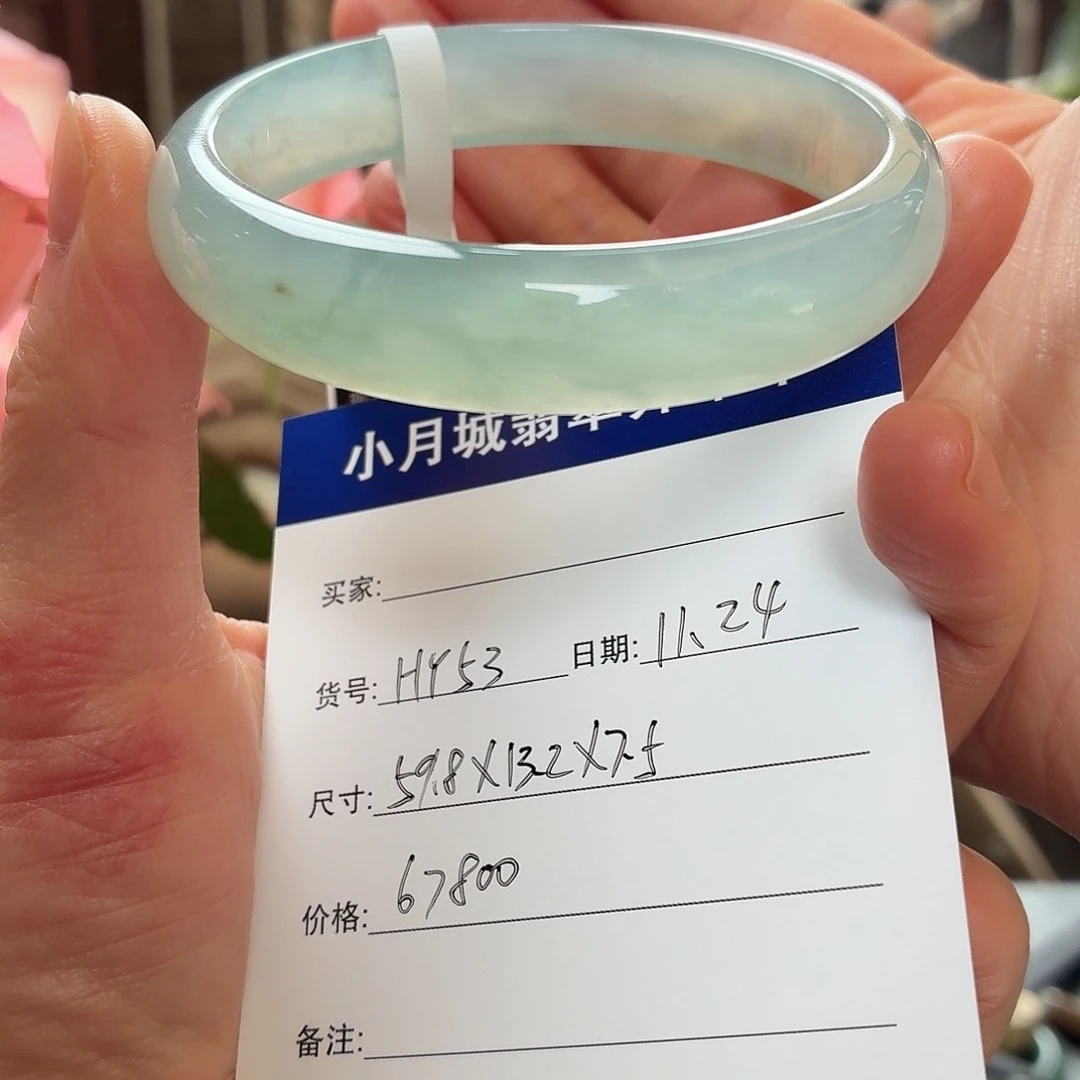 小月城翡翠
买家:
货号: HY53 日期: 11、24
尺寸: 59.8X13.2X7.5
价格: 67800
备注: